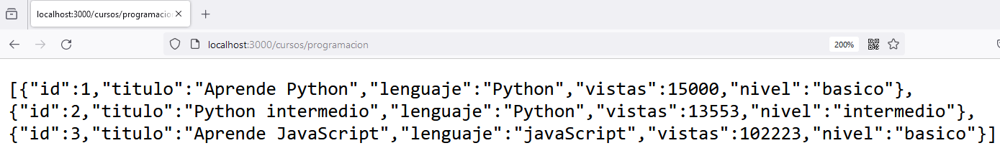 localhost:3000/cursos/programacion
localhost:3000/cursos/programacion
200%
[{"id":1,"titulo":"Aprende Python","lenguaje":"Python","vistas":15000,"nivel":"basico"},
{"id":2,"titulo":"Python intermedio","lenguaje":"Python","vistas":13553,"nivel":"intermedio"},
{"id":3,"titulo":"Aprende JavaScript","lenguaje":"javaScript","vistas":102223,"nivel":"basico"}]